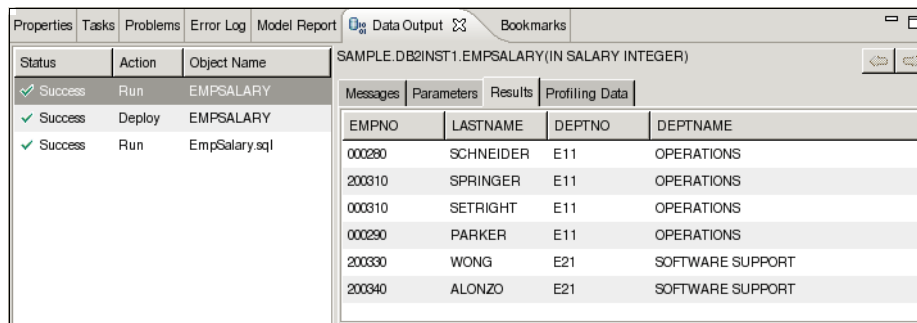 Properties Tasks Problems Error Log Model Report Data Output Bookmarks
SAMPLE.DB2INST1.EMPSALARY(IN SALARY INTEGER)
Status Action Object Name
Success Run EMPSALARY
Success Deploy EMPSALARY
Success Run EmpSalary.sql
Messages Parameters Results Profiling Data
EMPNO LASTNAME DEPTNO DEPTNAME
000280 SCHNEIDER E11 OPERATIONS
200310 SPRINGER E11 OPERATIONS
000310 SETRIGHT E11 OPERATIONS
000290 PARKER E11 OPERATIONS
200330 WONG E21 SOFTWARE SUPPORT
200340 ALONZO E21 SOFTWARE SUPPORT